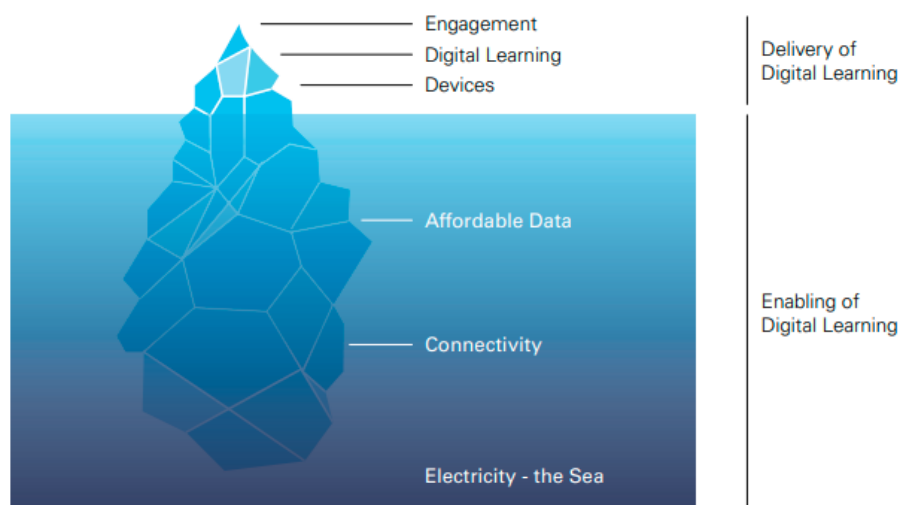 Engagement
Digital Learning
Devices
Delivery of
Digital Learning
Affordable Data
Connectivity
Electricity - the Sea
Enabling of
Digital Learning